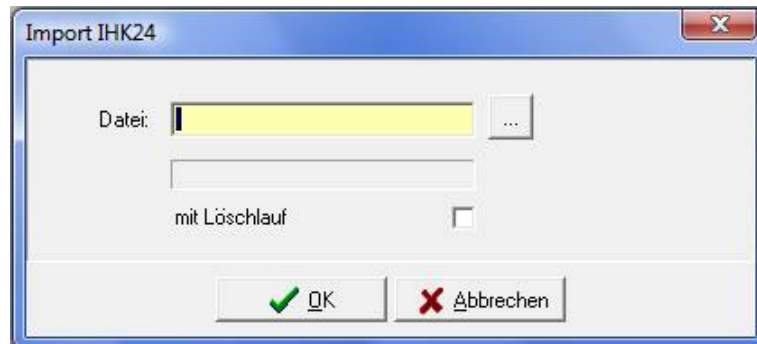 Import IHK24
Datei: ...
mit Löschlauf
OK Abbrechen